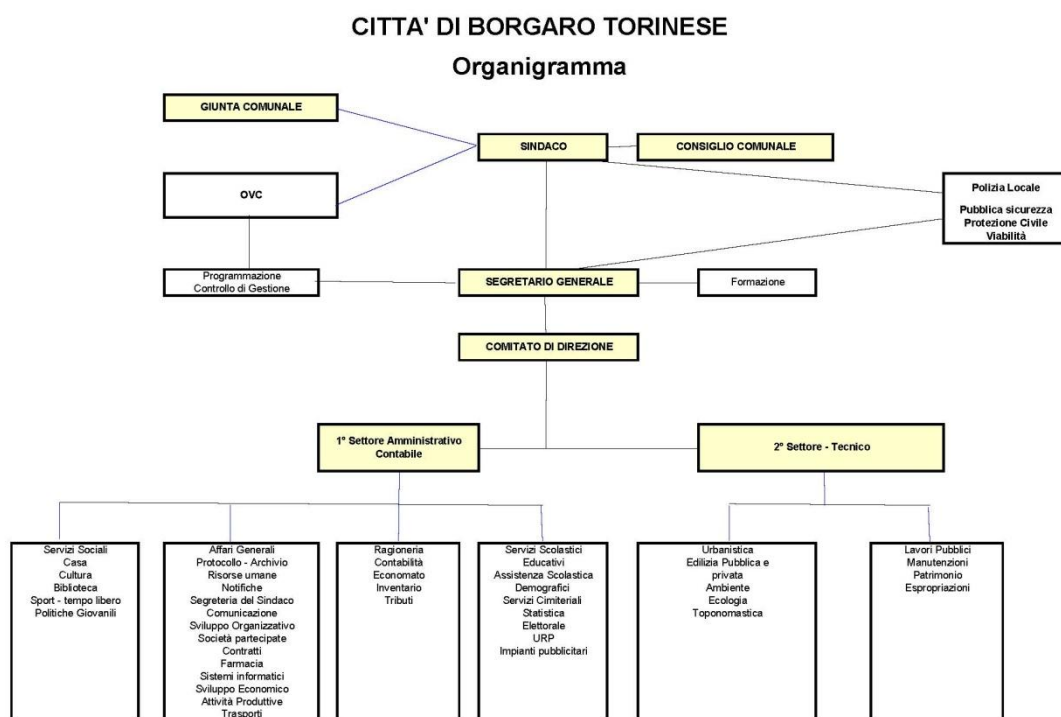 CITTA' DI BORGARO TORINESE
Organigramma
GIUNTA COMUNALE
SINDACO
CONSIGLIO COMUNALE
OVC
Polizia Locale
Pubblica sicurezza
Protezione Civile
Viabilità
Programmazione
Controllo di Gestione
SEGRETARIO GENERALE
Formazione
COMITATO DI DIREZIONE
1° Settore Amministrativo
Contabile
2° Settore - Tecnico
Servizi Sociali
Casa
Cultura
Biblioteca
Sport - tempo libero
Politiche Giovanili
Affari Generali
Protocollo - Archivio
Risorse umane
Notifiche
Segreteria del Sindaco
Comunicazione
Sviluppo Organizzativo
Società partecipate
Contratti
Farmacia
Sistemi informatici
Sviluppo Economico
Attività Produttive
Trasporti
Ragioneria
Contabilità
Economato
Inventario
Tributi
Servizi Scolastici
Educativi
Assistenza Scolastica
Demografici
Servizi Cimiteriali
Statistica
Elettorale
URP
Impianti pubblicitari
Urbanistica
Edilizia Pubblica e
privata
Ambiente
Ecologia
Toponomastica
Lavori Pubblici
Manutenzioni
Patrimonio
Espropriazioni